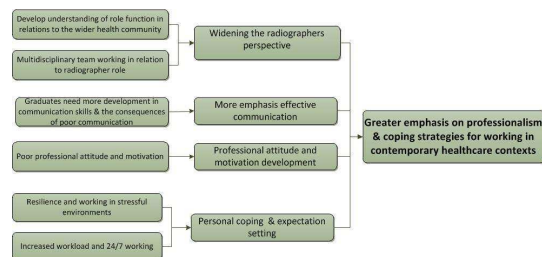 Develop understanding of role function in
relations to the wider health community
Multidisciplinary team working in relation
to radiographer role
Widening the radiographers
perspective
Graduates need more development in
communication skills & the consequences
of poor communication
More emphasis effective
communication
Poor professional attitude and motivation
Professional attitude and
motivation development
Resilience and working in stressful
environments
Increased workload and 24/7 working
Personal coping & expectation
setting
Greater emphasis on professionalism
& coping strategies for working in
contemporary healthcare contexts